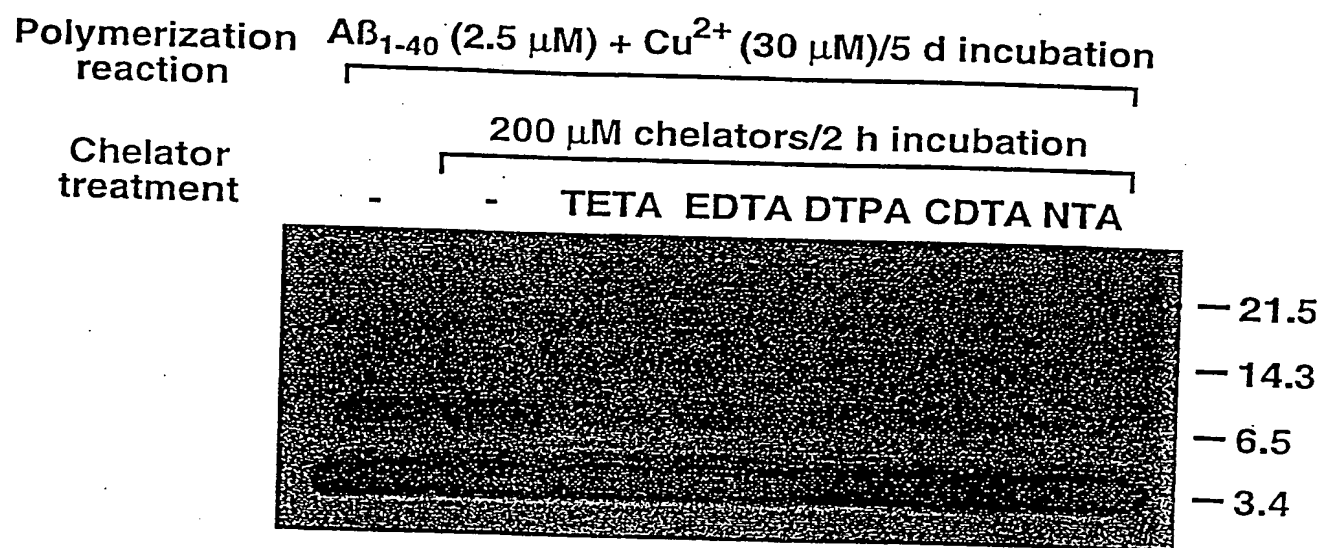 Polymerization reaction
Aß1-40 (2.5 µM) + Cu2+ (30 µM)/5 d incubation
200 µM chelators/2 h incubation
Chelator treatment
- - TETA EDTA DTPA CDTA NTA
21.5
14.3
6.5
3.4